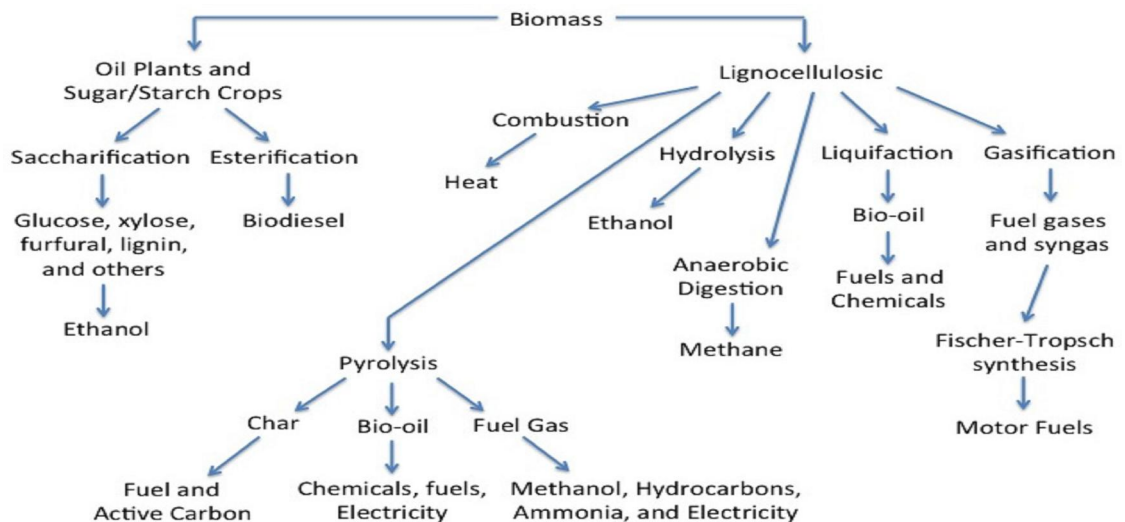 Biomass
Oil Plants and
Sugar/Starch Crops
Lignocellulosic
Saccharification
Esterification
Combustion
Hydrolysis
Liquifaction
Gasification
Heat
Glucose, xylose,
furfural, lignin,
and others
Biodiesel
Ethanol
Bio-oil
Fuel gases
and syngas
Anaerobic
Digestion
Fuels and
Chemicals
Ethanol
Methane
Fischer-Tropsch
synthesis
Pyrolysis
Motor Fuels
Char
Bio-oil
Fuel Gas
Fuel and
Active Carbon
Chemicals, fuels,
Electricity
Methanol, Hydrocarbons,
Ammonia, and Electricity